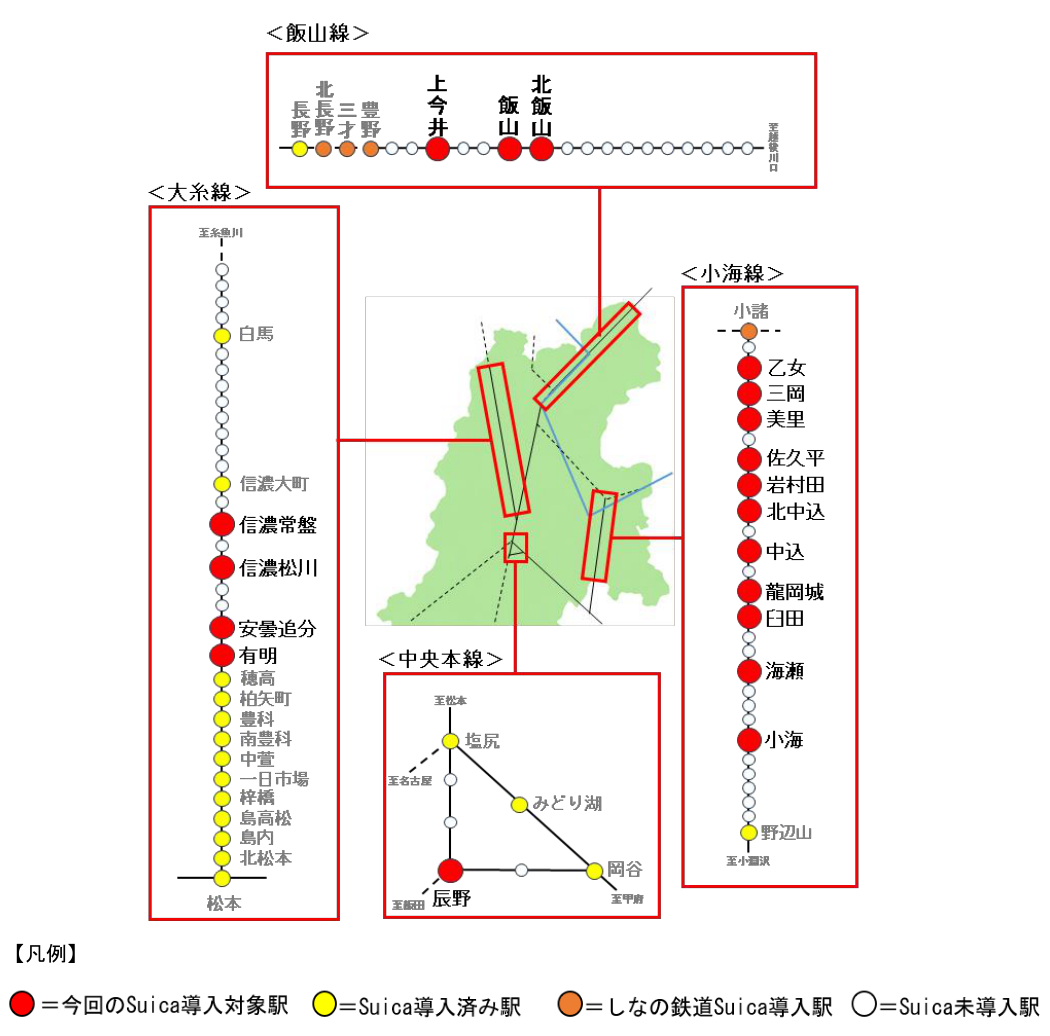 ＜飯山線＞
長野
北長野
三才
豊野
上今井
飯山
北飯山
至越後川口
＜大糸線＞
至糸魚川
白馬
信濃大町
信濃常盤
信濃松川
安曇追分
有明
穂高
柏矢町
豊科
南豊科
中萱
一日市場
梓橋
島高松
島内
北松本
松本
＜小海線＞
小諸
乙女
三岡
美里
佐久平
岩村田
北中込
中込
龍岡城
臼田
海瀬
小海
野辺山
至小淵沢
＜中央本線＞
至松本
塩尻
至名古屋
みどり湖
岡谷
至甲府
辰野
至飯田
【凡例】
＝今回のSuica導入対象駅
＝Suica導入済み駅
＝しなの鉄道Suica導入駅
＝Suica未導入駅